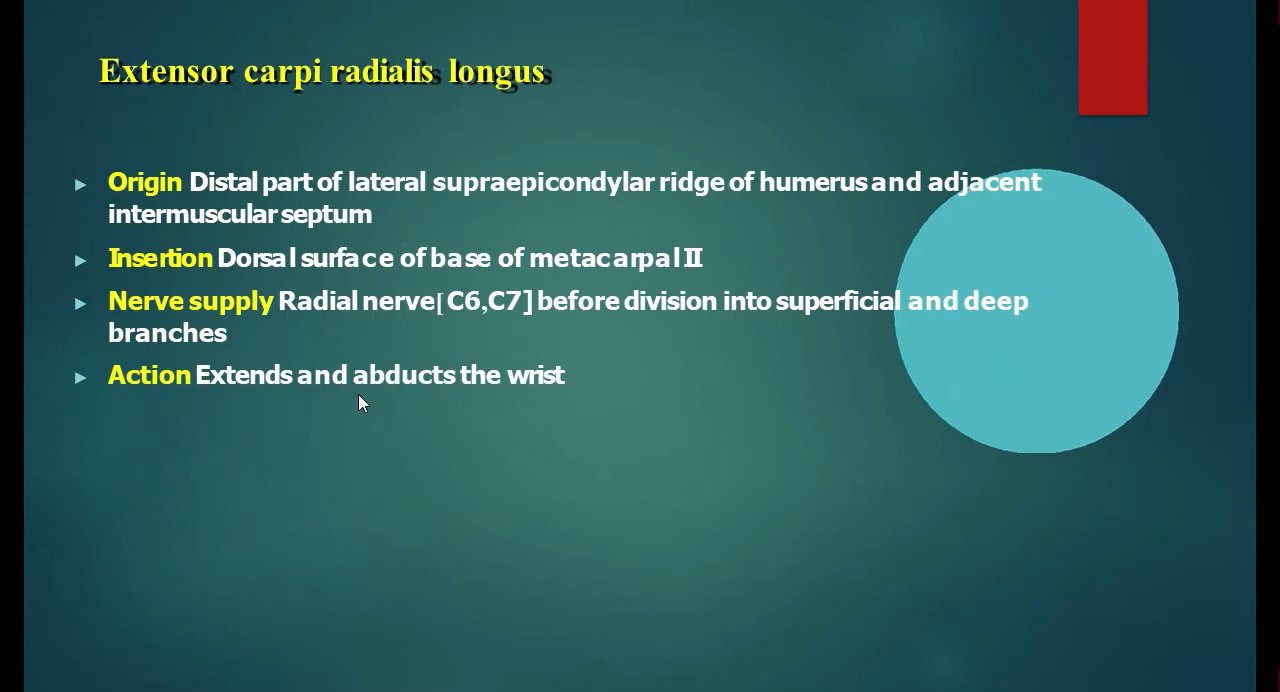 Extensor carpi radialis longus
Origin Distal part of lateral supraepicondylar ridge of humerus and adjacent
intermuscular septum
Insertion Dorsal surface of base of metacarpal II
Nerve supply Radial nerve[C6,C7] before division into superficial and deep
branches
Action Extends and abducts the wrist